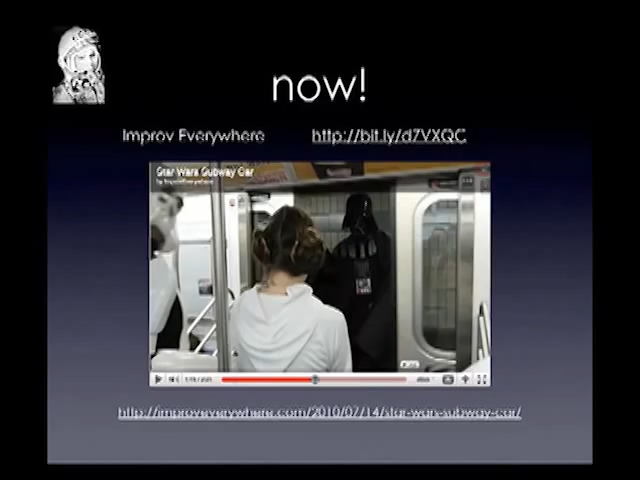 now!
Improv Everywhere http://bit.ly/d7VXQC
Star Wars Subway Car
http://improveverywhere.com/2010/07/14/star-wars-subway-car/